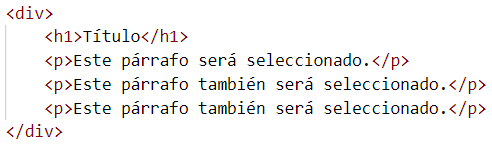 <div>
<h1>Título</h1>
<p>Este párrafo será seleccionado.</p>
<p>Este párrafo también será seleccionado.</p>
<p>Este párrafo también será seleccionado.</p>
</div>